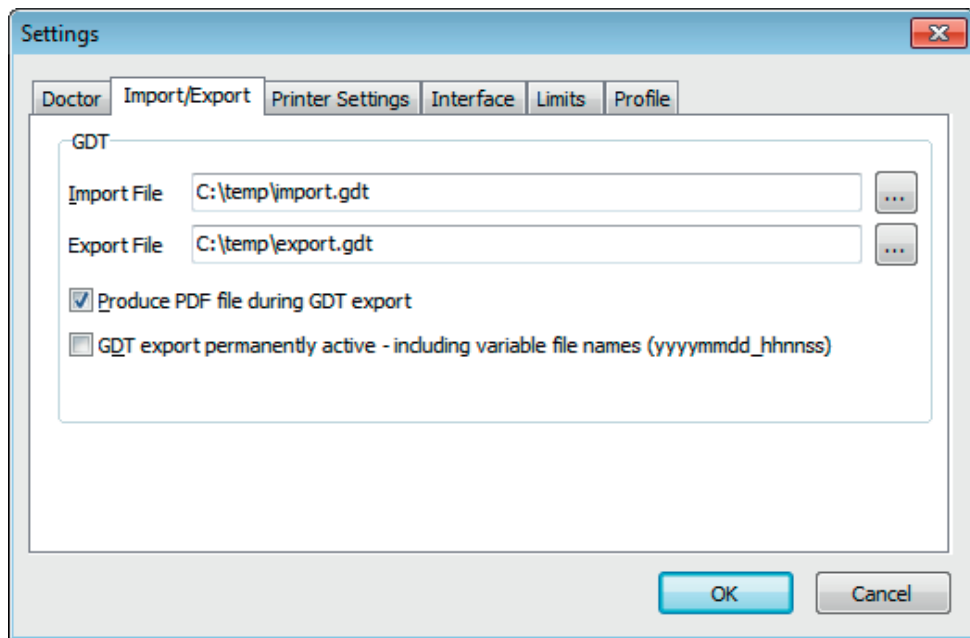 Settings
Doctor Import/Export Printer Settings Interface Limits Profile
GDT
Import File C:\temp\import.gdt ...
Export File C:\temp\export.gdt ...
Produce PDF file during GDT export
GDT export permanently active - including variable file names (yyyymmdd_hhnnss)
OK Cancel